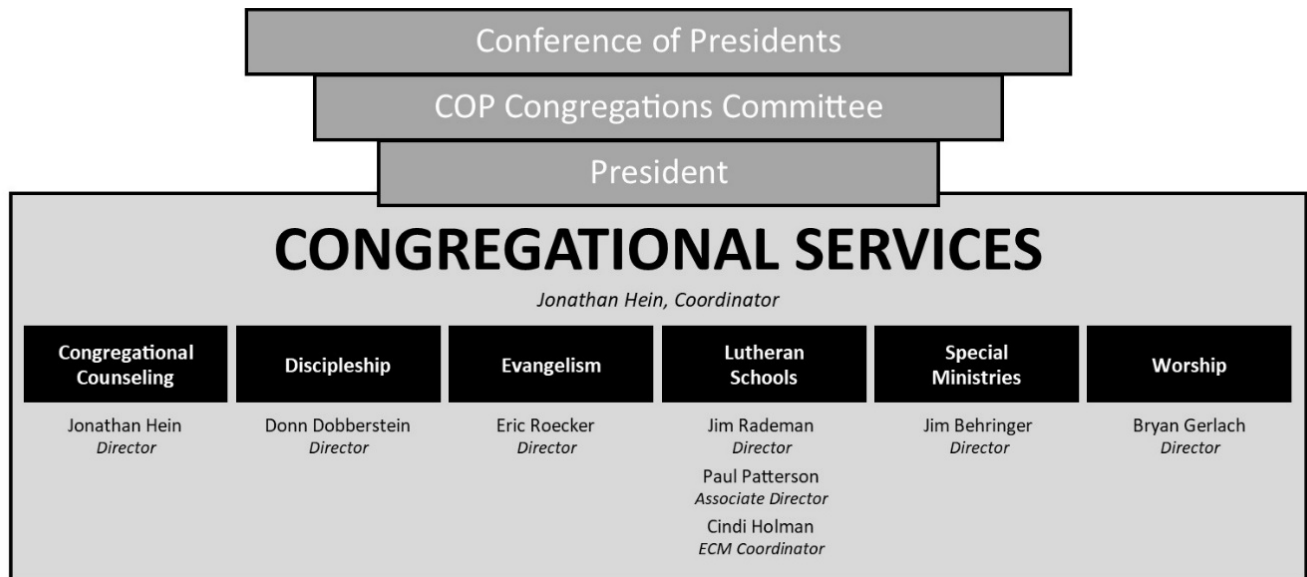 Conference of Presidents
COP Congregations Committee
President
CONGREGATIONAL SERVICES
Jonathan Hein, Coordinator
Congregational
Counseling
Jonathan Hein
Director
Discipleship
Donn Dobberstein
Director
Evangelism
Eric Roecker
Director
Lutheran
Schools
Jim Rademan
Director
Paul Patterson
Associate Director
Cindi Holman
ECM Coordinator
Special
Ministries
Jim Behringer
Director
Worship
Bryan Gerlach
Director